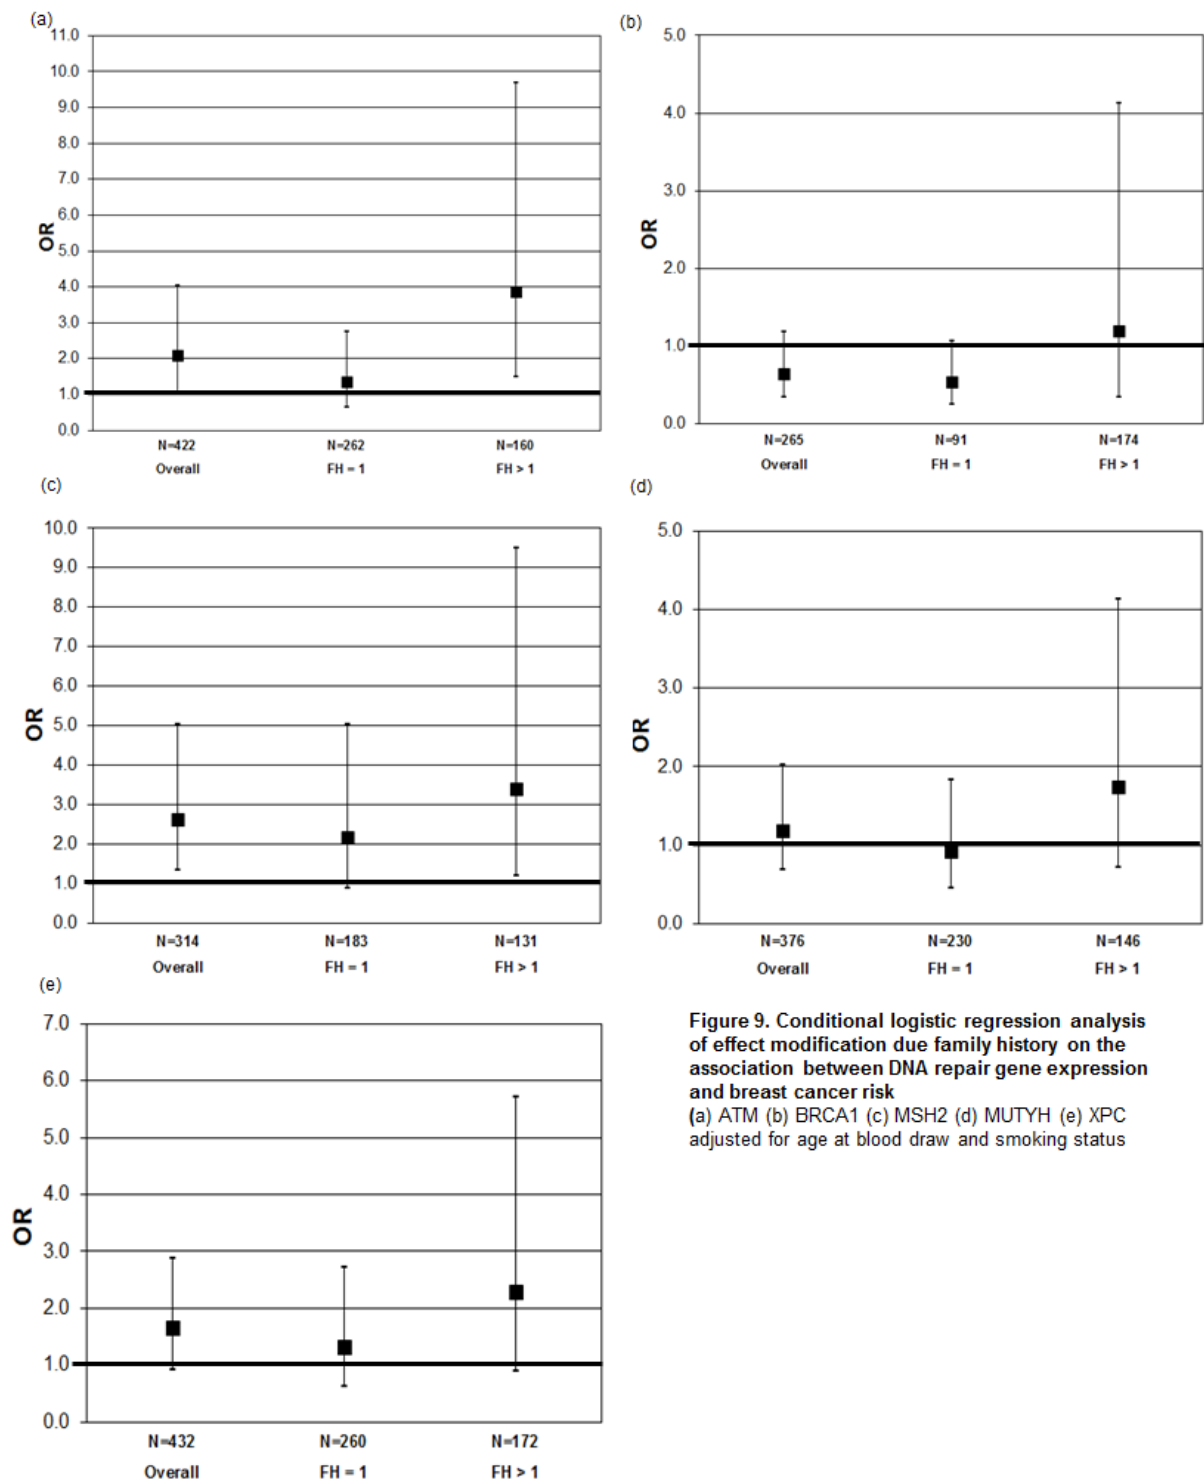 (a)
11.0
10.0
9.0
8.0
7.0
6.0
5.0
4.0
3.0
2.0
1.0
0.0
OR
N=422 N=262 N=160
Overall FH = 1 FH > 1
(b)
5.0
4.0
3.0
2.0
1.0
0.0
OR
N=265 N=91 N=174
Overall FH = 1 FH > 1
(c)
10.0
9.0
8.0
7.0
6.0
5.0
4.0
3.0
2.0
1.0
0.0
OR
N=314 N=183 N=131
Overall FH = 1 FH > 1
(d)
5.0
4.0
3.0
2.0
1.0
0.0
OR
N=376 N=230 N=146
Overall FH = 1 FH > 1
(e)
7.0
6.0
5.0
4.0
3.0
2.0
1.0
0.0
OR
N=432 N=260 N=172
Overall FH = 1 FH > 1
Figure 9. Conditional logistic regression analysis
of effect modification due family history on the
association between DNA repair gene expression
and breast cancer risk
(a) ATM (b) BRCA1 (c) MSH2 (d) MUTYH (e) XPC
adjusted for age at blood draw and smoking status